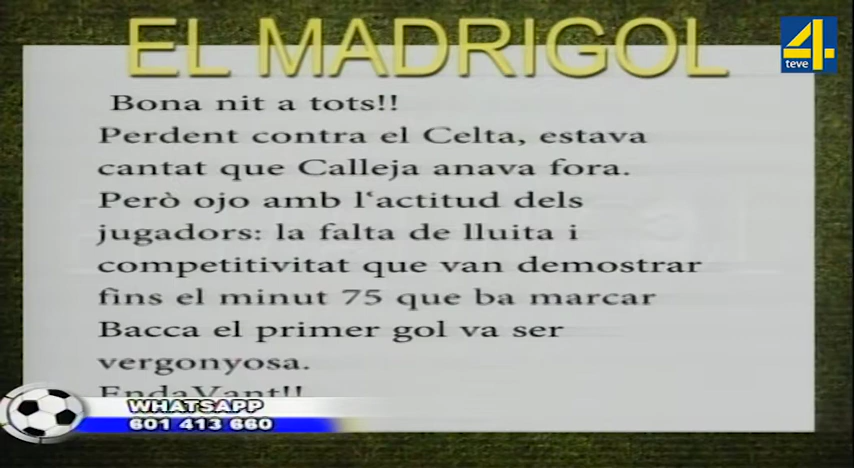 EL MADRIGOL
4
teve
Bona nit a tots!!
Perdent contra el Celta, estava
cantat que Calleja anava fora.
Però ojo amb l‘actitud dels
jugadors: la falta de lluita i
competitivitat que van demostrar
fins el minut 75 que ba marcar
Bacca el primer gol va ser
vergonyosa.
EndaVant!!
WHATSAPP
601 413 660